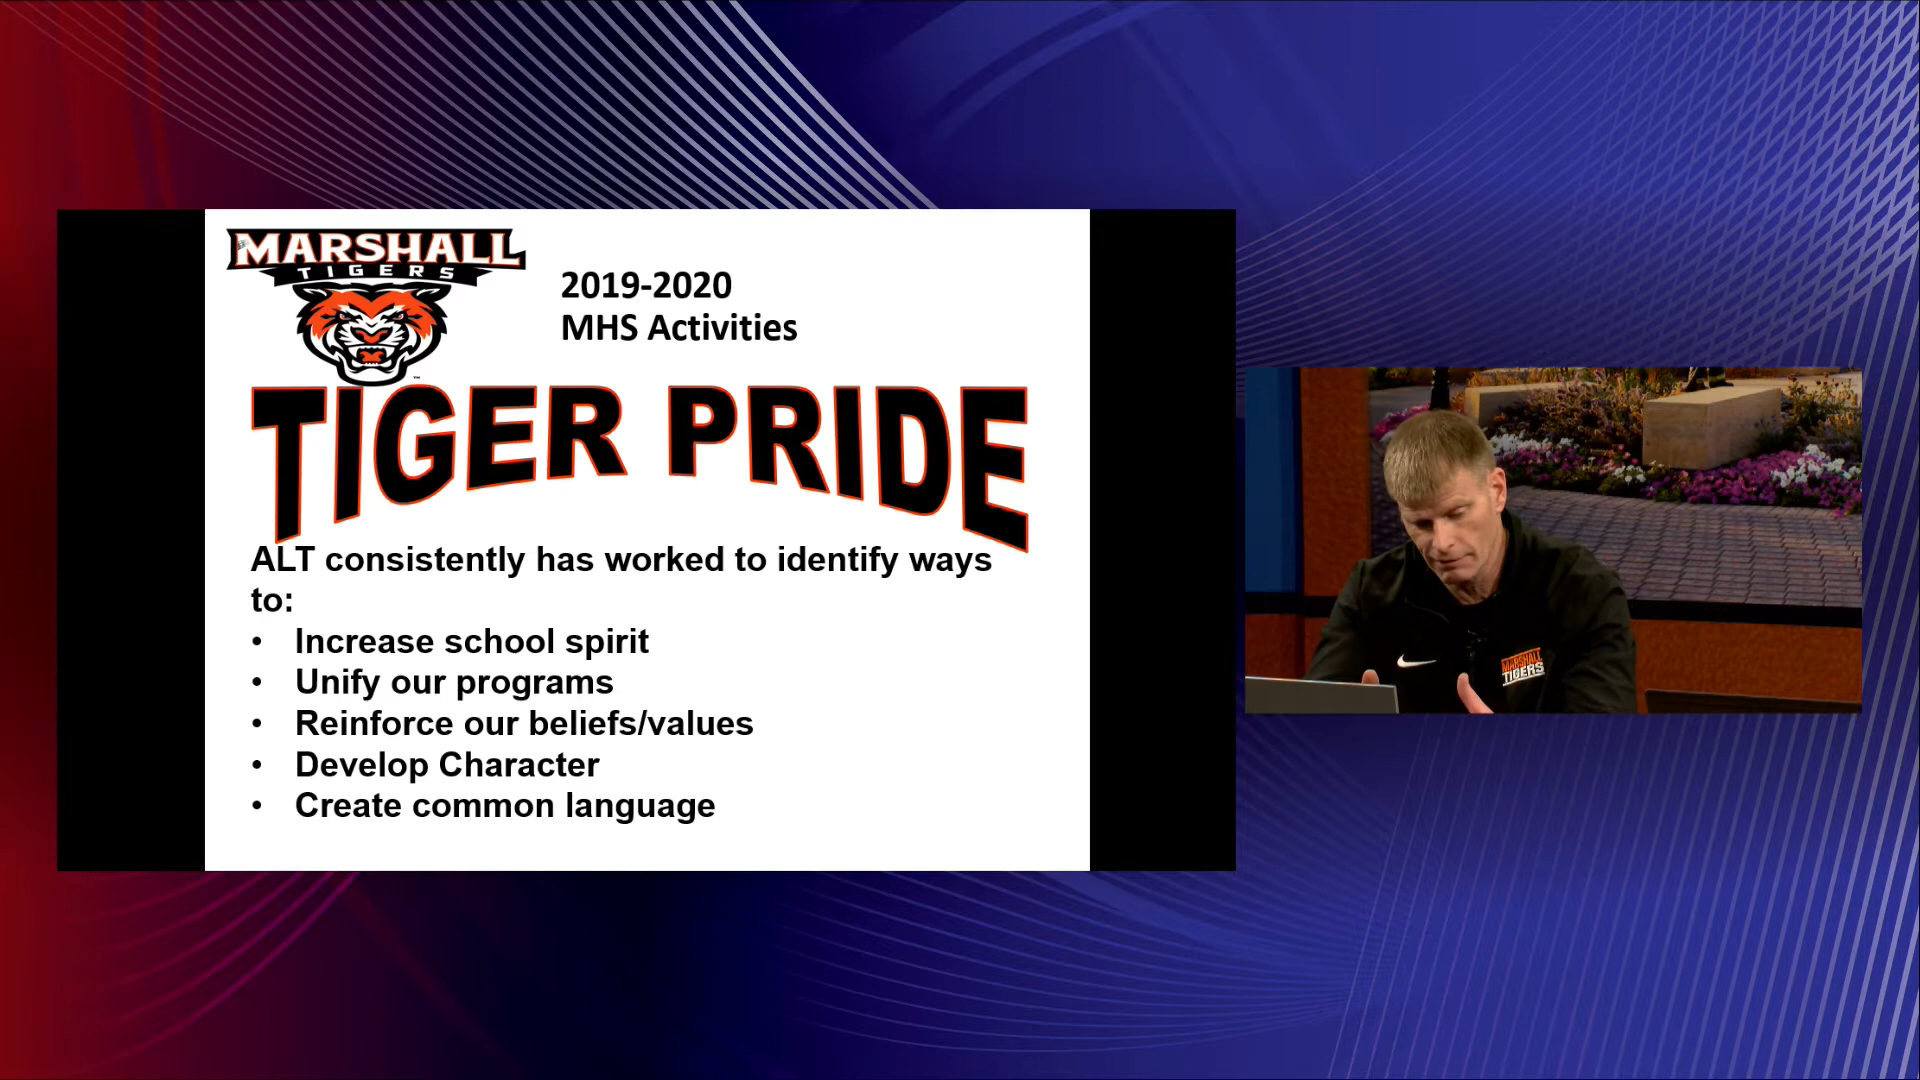 MARSHALL
TIGERS
2019-2020
MHS Activities
TIGER PRIDE
ALT consistently has worked to identify ways
to:
• Increase school spirit
• Unify our programs
• Reinforce our beliefs/values
• Develop Character
• Create common language
MARSHALL
TIGERS